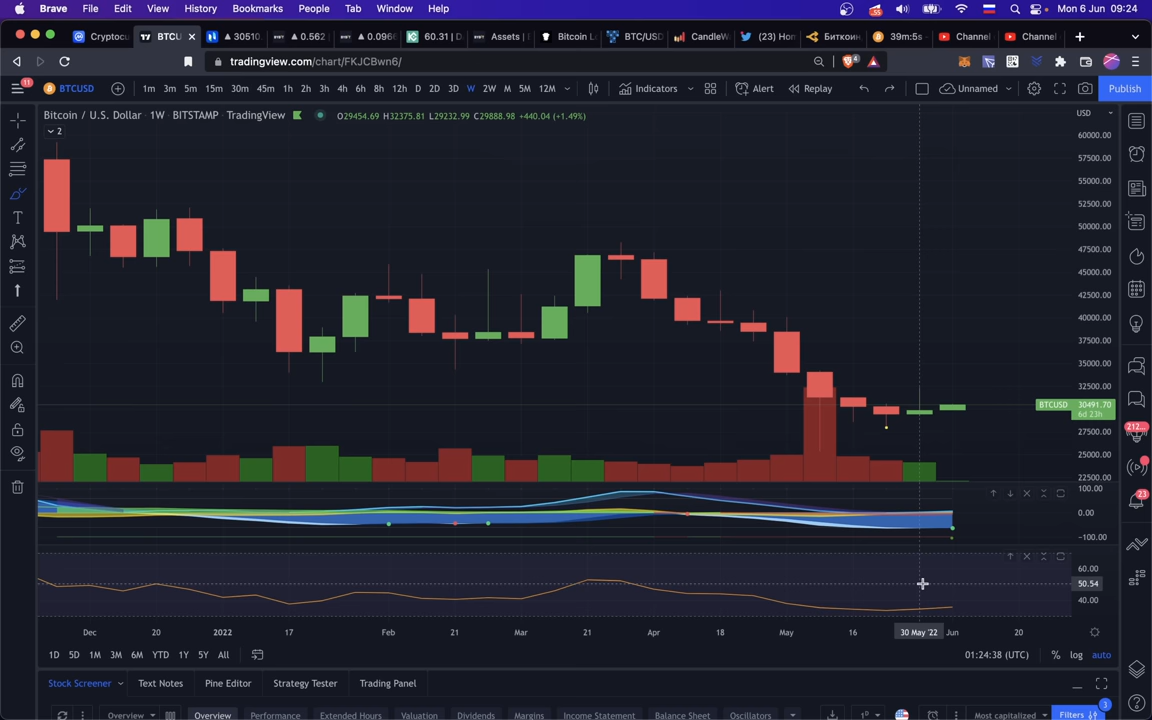 Brave File Edit View History Bookmarks People Tab Window Help Mon 6 Jun 09:24
Cryptocu BTCU 30510. 0.562 0.0966 60.31 | D Assets | Bitcoin L BTC/USD CandleW (23) Hom Биткоин 39m:5s Channel Channel
tradingview.com/chart/FKJCBwn6/
11 BTCUSD 1m 3m 5m 15m 30m 45m 1h 2h 3h 4h 6h 8h 12h D 2D 3D W 2W M 5M 12M Indicators Alert Replay Unnamed Publish
Bitcoin / U.S. Dollar · 1W · BITSTAMP · TradingView O29454.69 H32375.81 L29232.99 C29888.98 +440.04 (+1.49%) USD
2
60000.00
57500.00
55000.00
52500.00
50000.00
47500.00
45000.00
42500.00
40000.00
37500.00
35000.00
32500.00
BTCUSD 30491.70
6d 23h
27500.00
212...
25000.00
22500.00
100.00
0.00
23
-100.00
60.00
50.54
40.00
Dec 20 2022 17 Feb 21 Mar 21 Apr 18 May 16 30 May '22 Jun 20
1D 5D 1M 3M 6M YTD 1Y 5Y All 01:24:38 (UTC) % log auto
Stock Screener Text Notes Pine Editor Strategy Tester Trading Panel
Overview Overview Performance Extended Hours Valuation Dividends Margins Income Statement Balance Sheet Oscillators 1D Most capitalized Filters 3